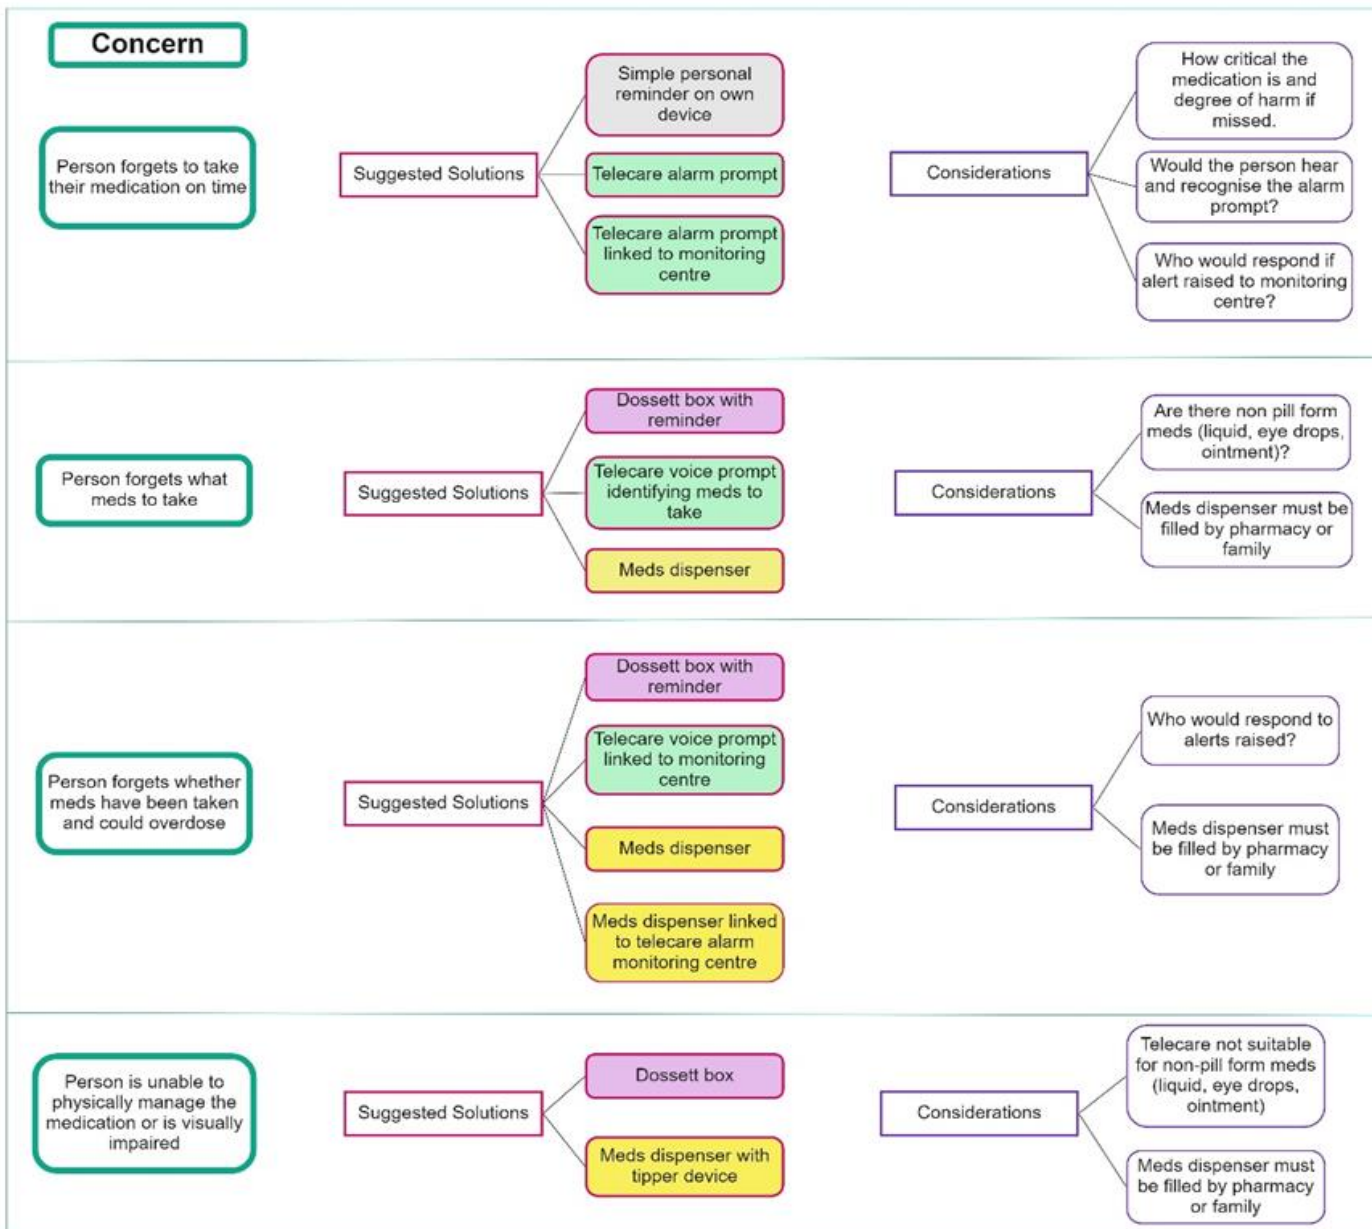 Concern
Person forgets to take
their medication on time
Suggested Solutions
Simple personal
reminder on own
device
Telecare alarm prompt
Telecare alarm prompt
linked to monitoring
centre
Considerations
How critical the
medication is and
degree of harm if
missed.
Would the person hear
and recognise the alarm
prompt?
Who would respond if
alert raised to monitoring
centre?
Person forgets what
meds to take
Suggested Solutions
Dossett box with
reminder
Telecare voice prompt
identifying meds to
take
Meds dispenser
Considerations
Are there non pill form
meds (liquid, eye drops,
ointment)?
Meds dispenser must be
filled by pharmacy or
family
Person forgets whether
meds have been taken
and could overdose
Suggested Solutions
Dossett box with
reminder
Telecare voice prompt
linked to monitoring
centre
Meds dispenser
Meds dispenser linked
to telecare alarm
monitoring centre
Considerations
Who would respond to
alerts raised?
Meds dispenser must
be filled by pharmacy
or family
Person is unable to
physically manage the
medication or is visually
impaired
Suggested Solutions
Dossett box
Meds dispenser with
tipper device
Considerations
Telecare not suitable
for non-pill form meds
(liquid, eye drops,
ointment)
Meds dispenser must
be filled by pharmacy
or family